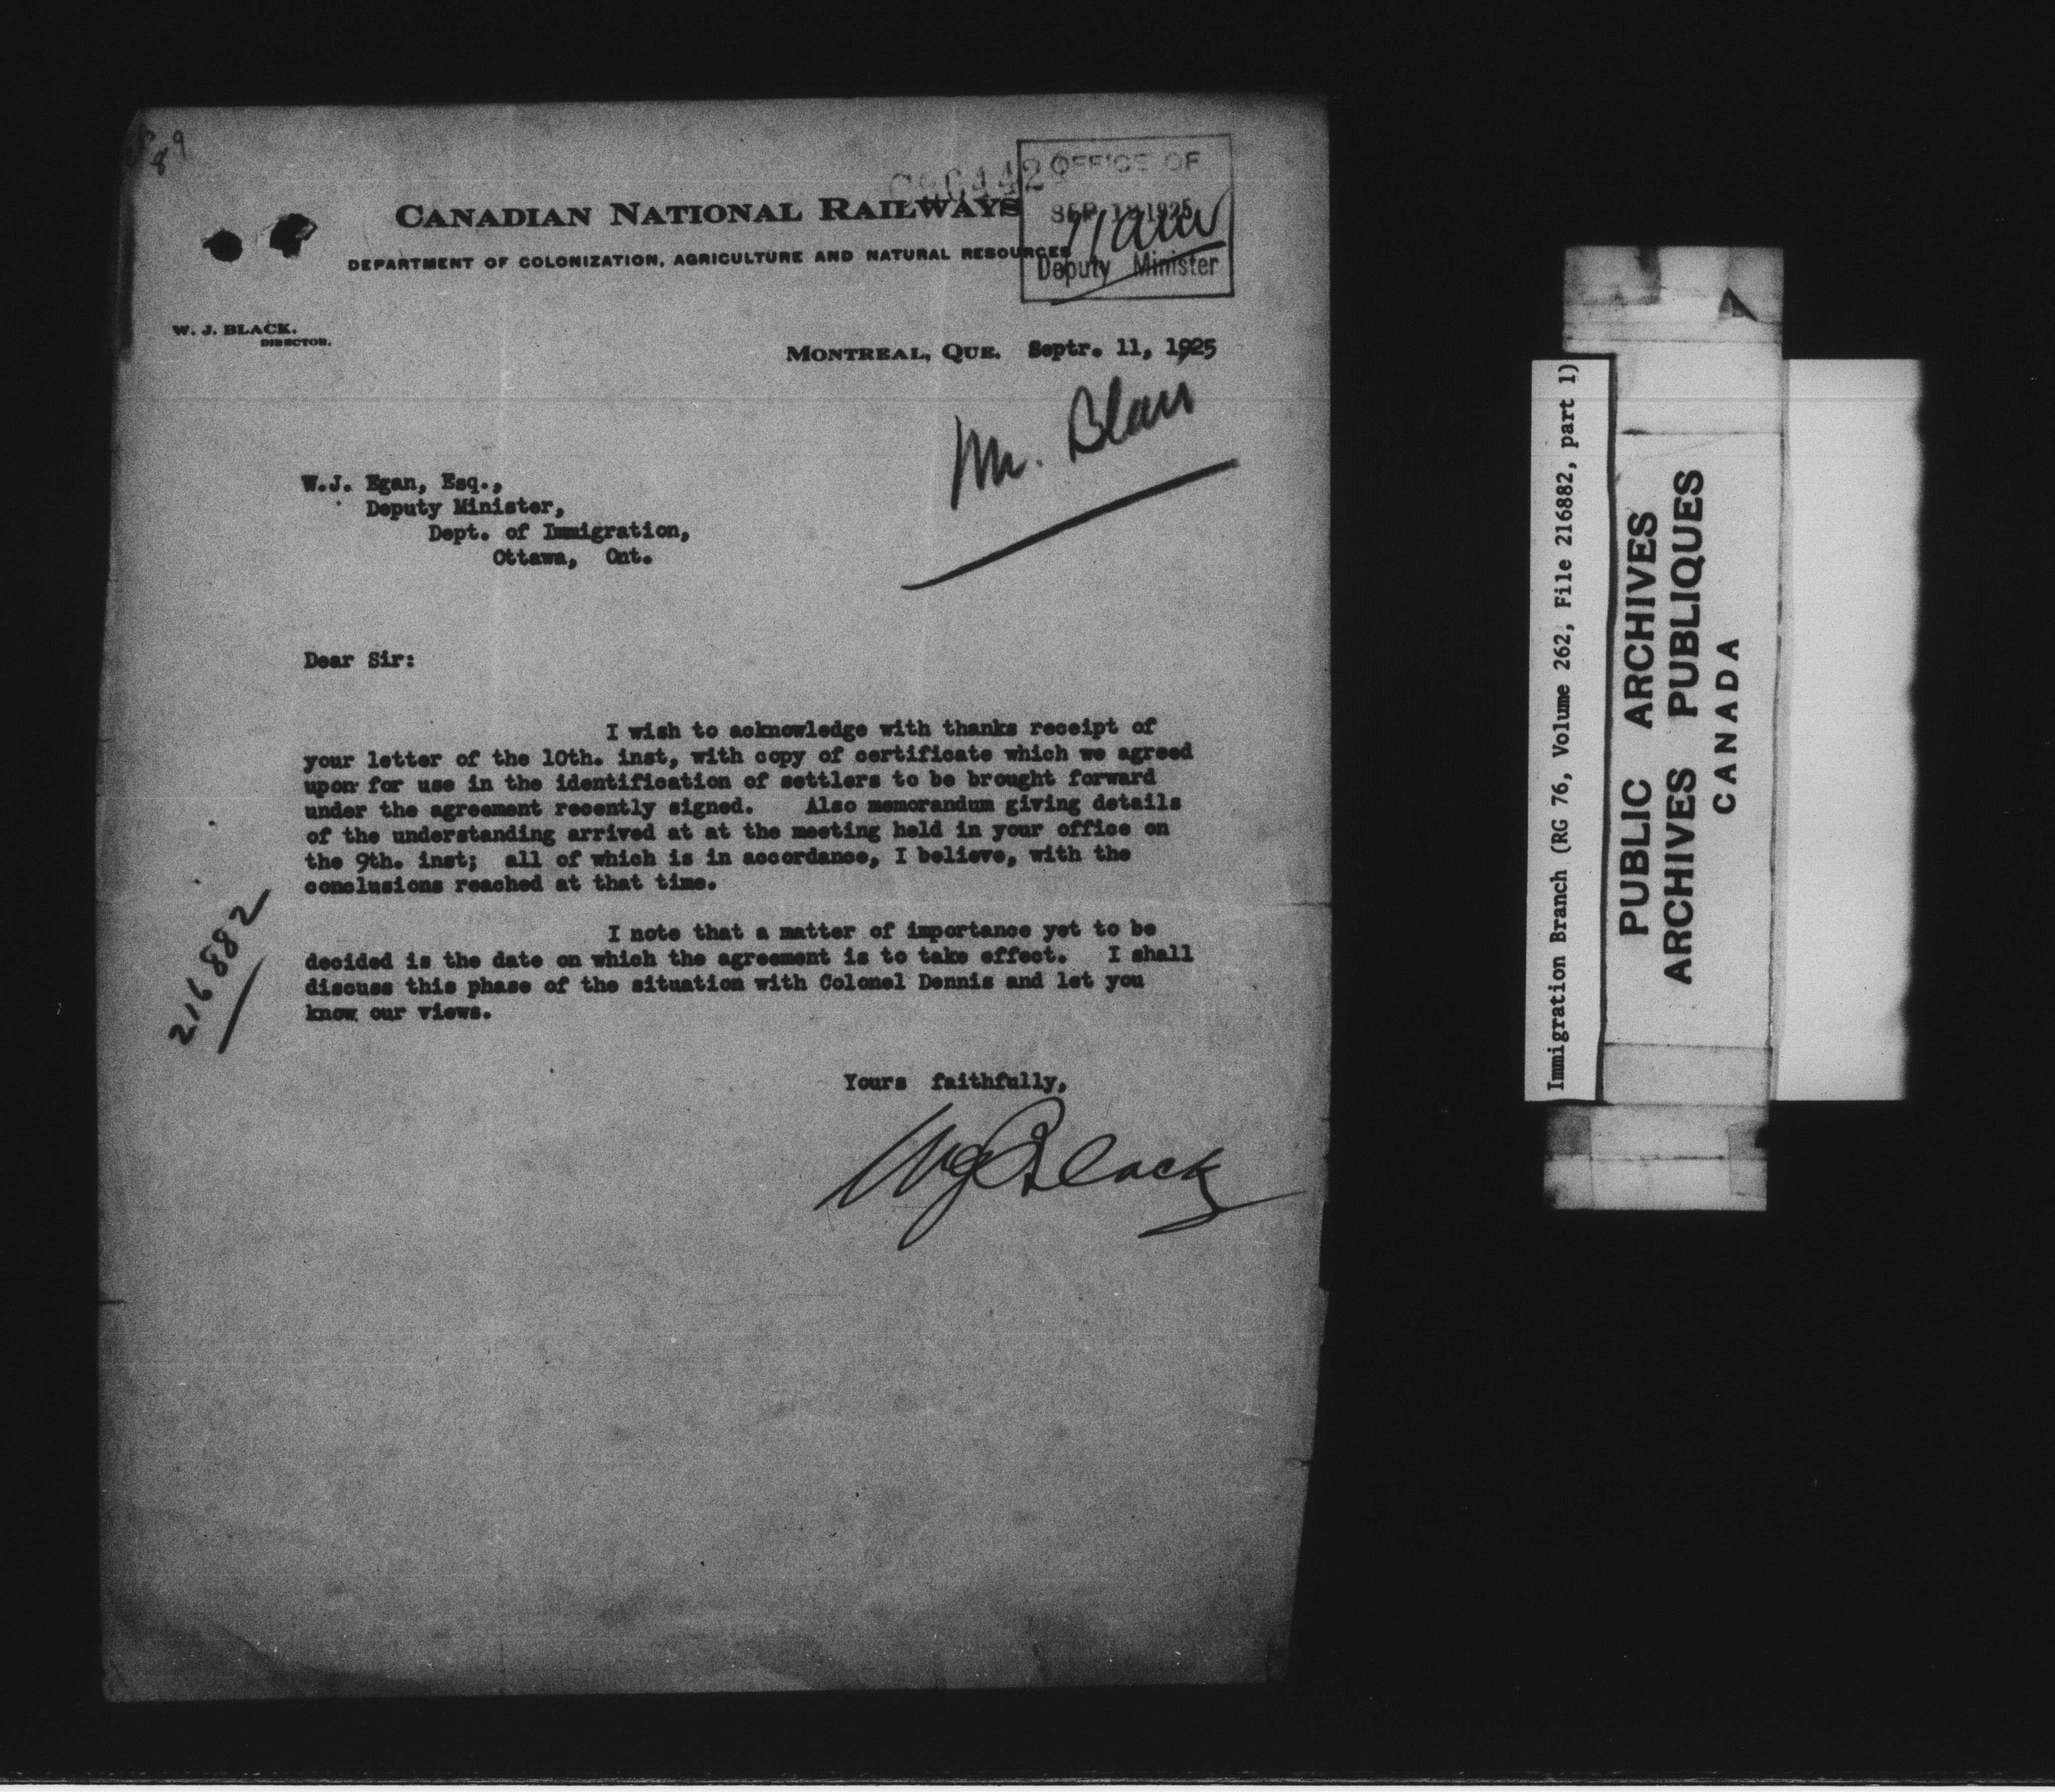 89
CANADIAN NATIONAL RAILWAYS
DEPARTMENT OF COLONIZATION, AGRICULTURE AND NATURAL RESOURCES
OFFICE OF
SEP 1925
Deputy Minister
W. J. BLACK.
DIRECTOR.
MONTREAL, QUE. Septr. 11, 1925
Mr. Blair
W.J. Egan, Esq.,
Deputy Minister,
Dept. of Immigration,
Ottawa, Ont.
Dear Sir:
I wish to acknowledge with thanks receipt of
your letter of the 10th. inst, with copy of certificate which we agreed
upon for use in the identification of settlers to be brought forward
under the agreement recently signed. Also memorandum giving details
of the understanding arrived at at the meeting held in your office on
the 9th. inst; all of which is in accordance, I believe, with the
conclusions reached at that time.
I note that a matter of importance yet to be
decided is the date on which the agreement is to take effect. I shall
discuss this phase of the situation with Colonel Dennis and let you
know our views.
216882
Yours faithfully,
WJ Black
Immigration Branch (RG 76, Volume 262, File 216882, part 1)
PUBLIC ARCHIVES
ARCHIVES PUBLIQUES
CANADA